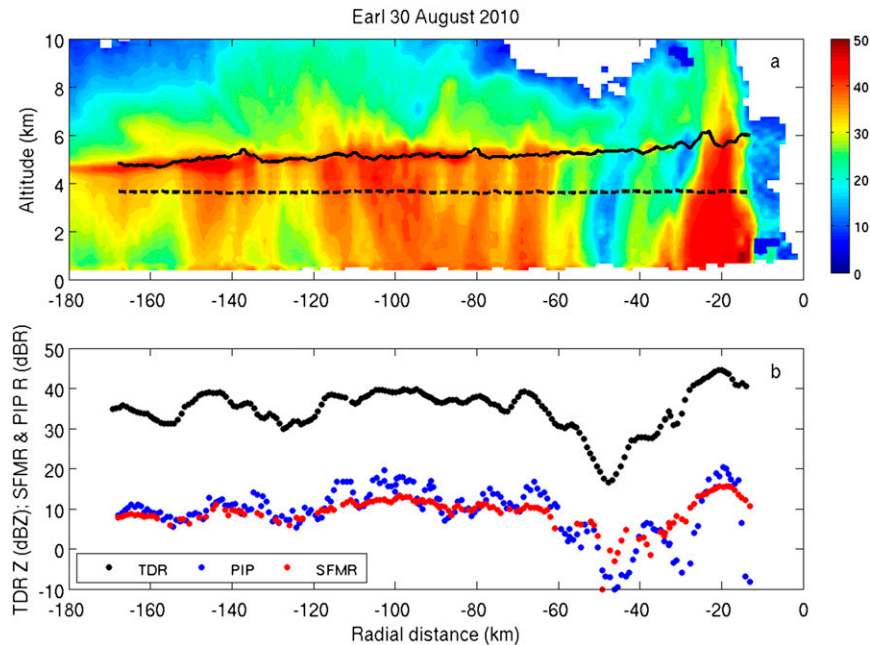 Earl 30 August 2010
a
10
8
6
4
2
0
Altitude (km)
-180 -160 -140 -120 -100 -80 -60 -40 -20 0
50
40
30
20
10
0
b
50
40
30
20
10
0
-10
TDR Z (dBZ); SFMR & PIP R (dBR)
TDR PIP SFMR
-180 -160 -140 -120 -100 -80 -60 -40 -20 0
Radial distance (km)